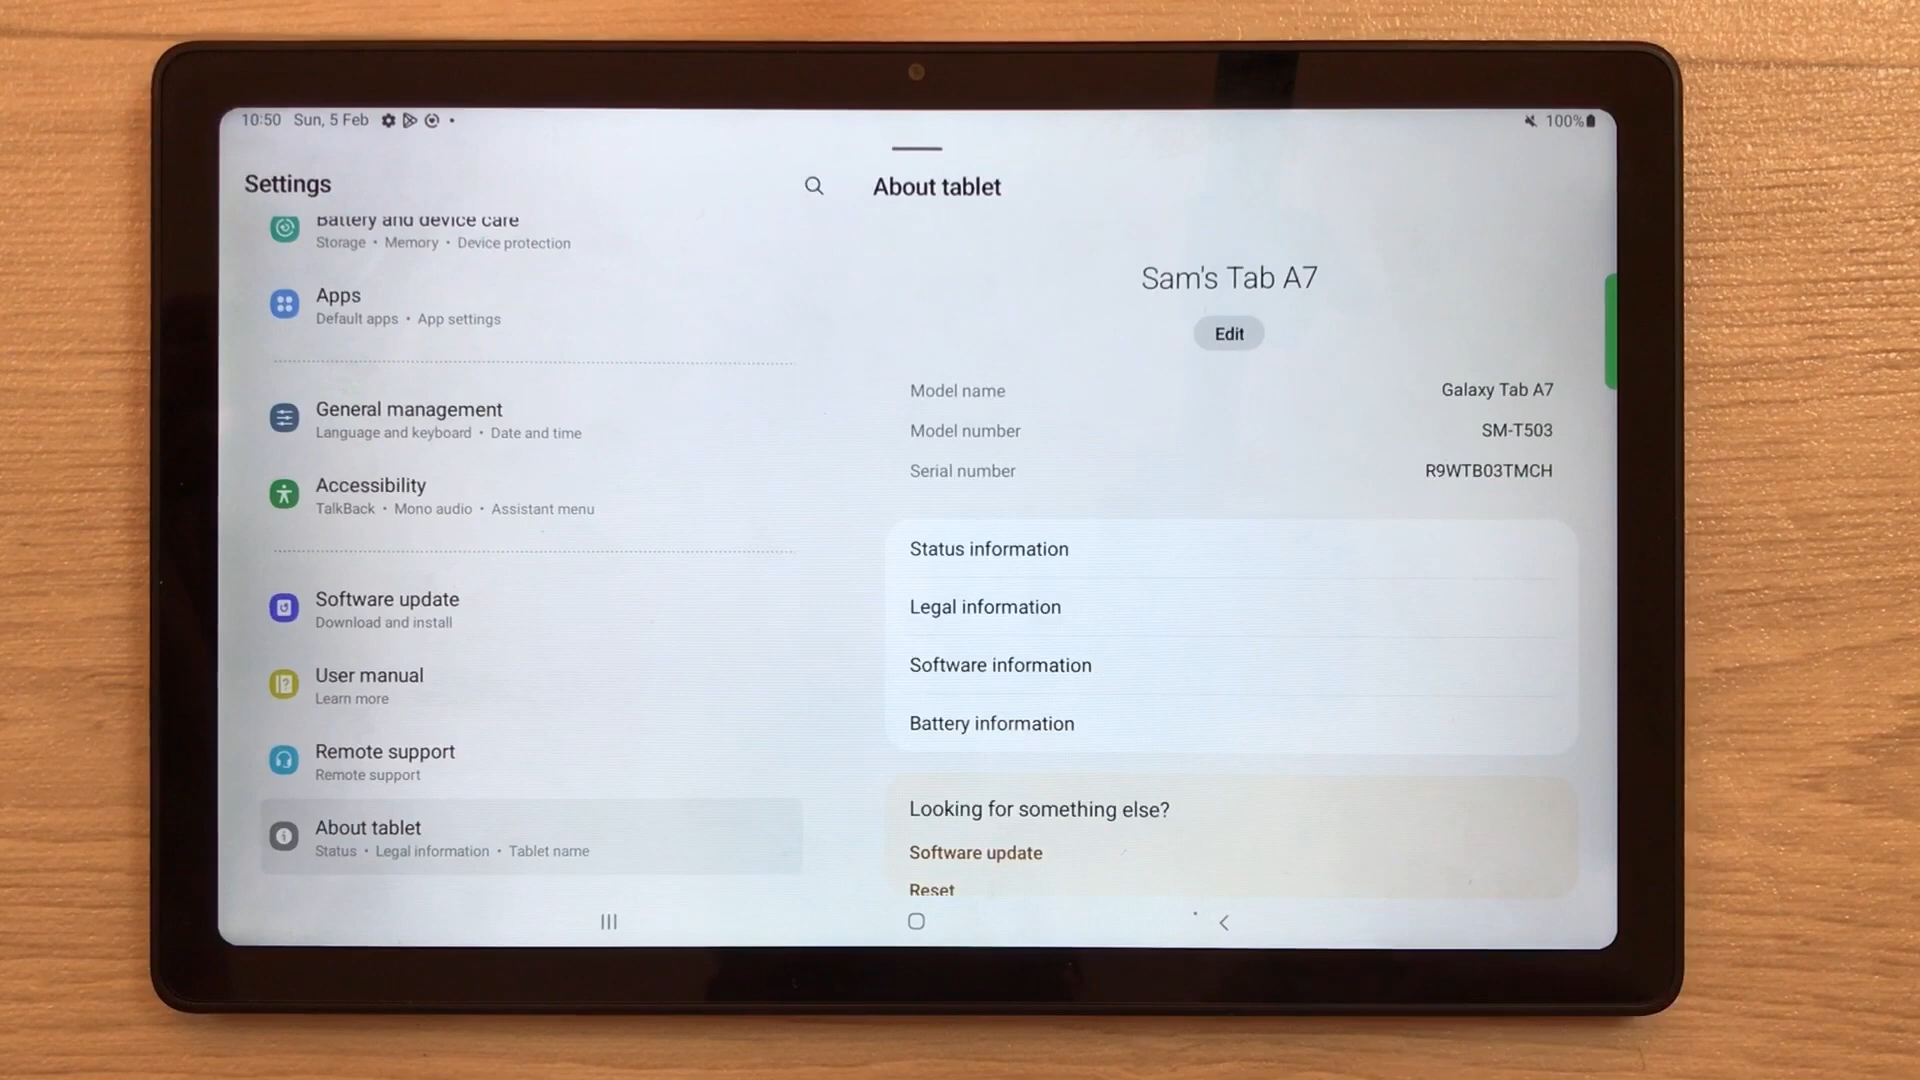 10:50 Sun, 5 Feb
100%
Settings
Battery and device care
Storage • Memory • Device protection
Apps
Default apps • App settings
General management
Language and keyboard • Date and time
Accessibility
TalkBack • Mono audio • Assistant menu
Software update
Download and install
User manual
Learn more
Remote support
Remote support
About tablet
Status • Legal information • Tablet name
About tablet
Sam's Tab A7
Edit
Model name Galaxy Tab A7
Model number SM-T503
Serial number R9WTB03TMCH
Status information
Legal information
Software information
Battery information
Looking for something else?
Software update
Reset